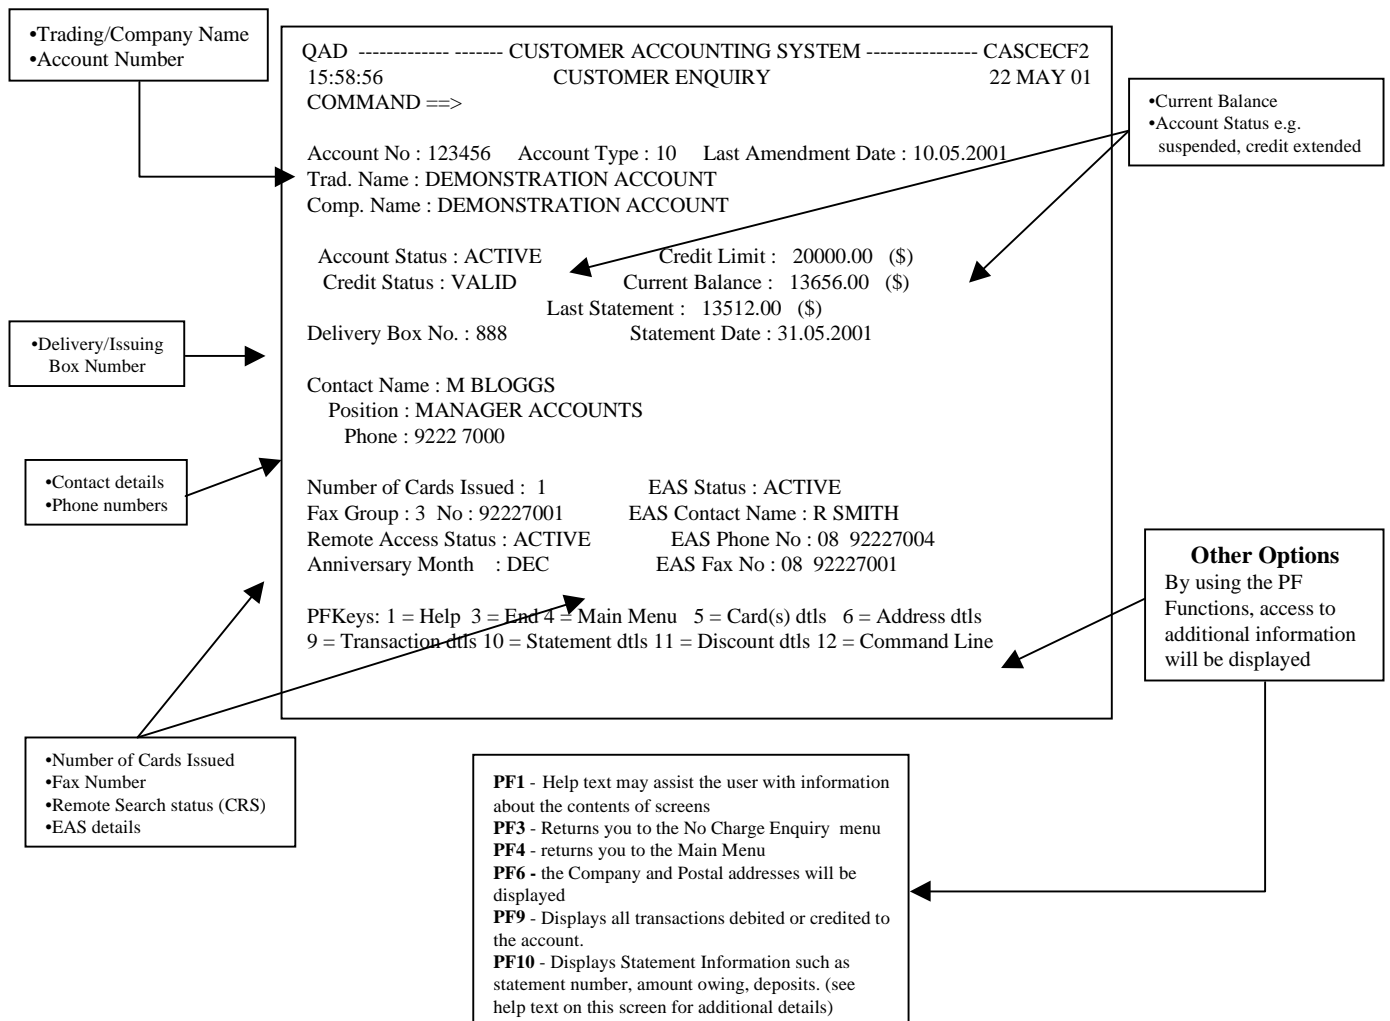 •Trading/Company Name
•Account Number
QAD ------------- ------- CUSTOMER ACCOUNTING SYSTEM ---------------- CASCECF2
15:58:56 CUSTOMER ENQUIRY 22 MAY 01
COMMAND ==>
Account No : 123456 Account Type : 10 Last Amendment Date : 10.05.2001
Trad. Name : DEMONSTRATION ACCOUNT
Comp. Name : DEMONSTRATION ACCOUNT
Account Status : ACTIVE Credit Limit : 20000.00 ($)
Credit Status : VALID Current Balance : 13656.00 ($)
Last Statement : 13512.00 ($)
Delivery Box No. : 888 Statement Date : 31.05.2001
Contact Name : M BLOGGS
Position : MANAGER ACCOUNTS
Phone : 9222 7000
Number of Cards Issued : 1 EAS Status : ACTIVE
Fax Group : 3 No : 92227001 EAS Contact Name : R SMITH
Remote Access Status : ACTIVE EAS Phone No : 08 92227004
Anniversary Month : DEC EAS Fax No : 08 92227001
PFKeys: 1 = Help 3 = End 4 = Main Menu 5 = Card(s) dtls 6 = Address dtls
9 = Transaction dtls 10 = Statement dtls 11 = Discount dtls 12 = Command Line
•Current Balance
•Account Status e.g.
suspended, credit extended
•Delivery/Issuing
Box Number
•Contact details
•Phone numbers
Other Options
By using the PF
Functions, access to
additional information
will be displayed
•Number of Cards Issued
•Fax Number
•Remote Search status (CRS)
•EAS details
PF1 - Help text may assist the user with information
about the contents of screens
PF3 - Returns you to the No Charge Enquiry menu
PF4 - returns you to the Main Menu
PF6 - the Company and Postal addresses will be
displayed
PF9 - Displays all transactions debited or credited to
the account.
PF10 - Displays Statement Information such as
statement number, amount owing, deposits. (see
help text on this screen for additional details)